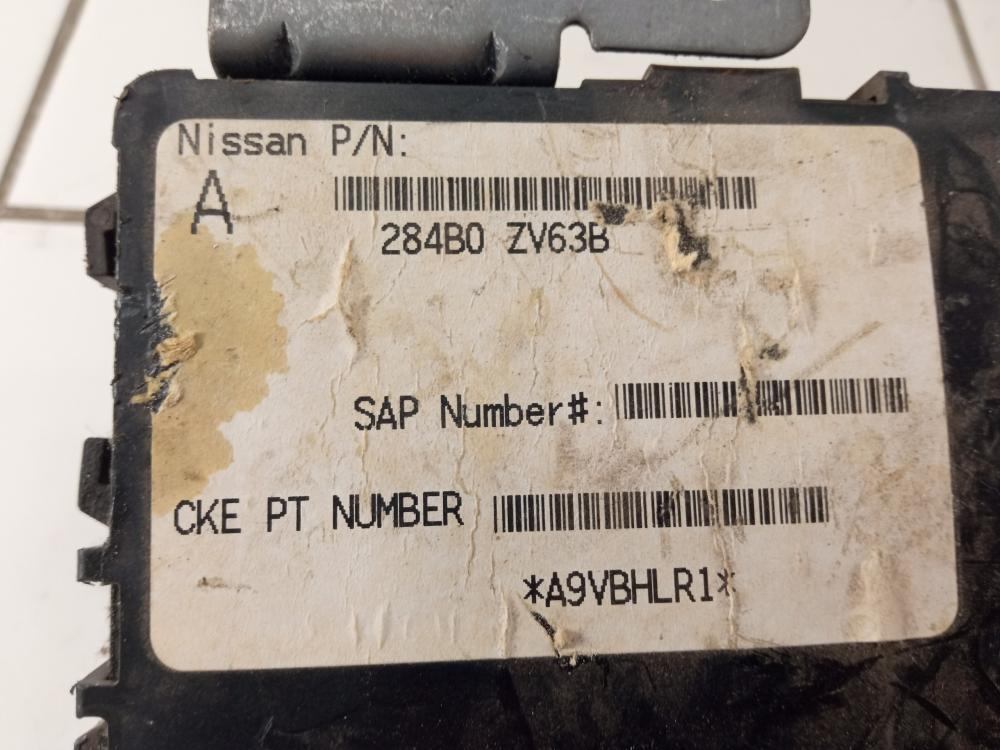 Nissan P/N:
A
284B0 ZV63B
SAP Number#:
CKE PT NUMBER
*A9VBHLR1*